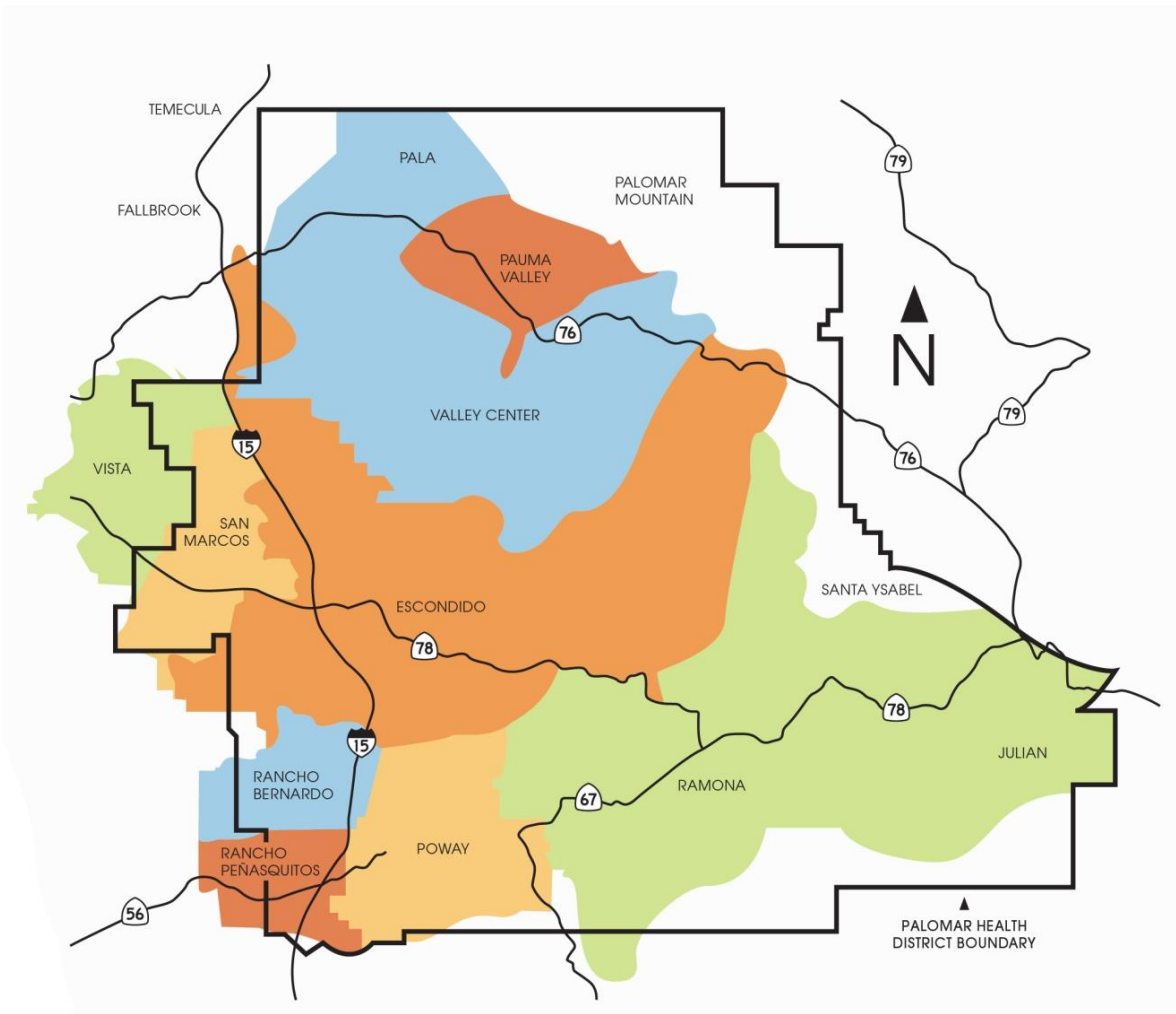 TEMECULA
79
PALA
PALOMAR
MOUNTAIN
FALLBROOK
PAUMA
VALLEY
76
N
VALLEY CENTER
79
15
76
VISTA
SAN
MARCOS
SANTA YSABEL
ESCONDIDO
78
78
15
JULIAN
RANCHO
BERNARDO
RAMONA
67
POWAY
RANCHO
PEÑASQUITOS
56
PALOMAR HEALTH
DISTRICT BOUNDARY